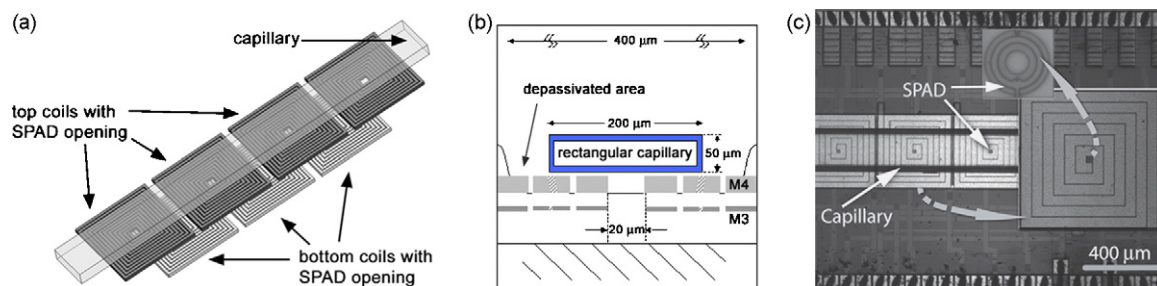 (a)
capillary
top coils with
SPAD opening
bottom coils with
SPAD opening
(b)
400 µm
depassivated area
200 µm
rectangular capillary
50 µm
M4
M3
20 µm
(c)
SPAD
Capillary
400 µm